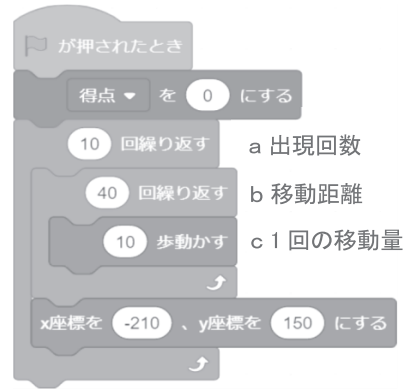 が押されたとき
得点 を 0 にする
10 回繰り返す a 出現回数
40 回繰り返す b 移動距離
10 歩動かす c 1回の移動量
x座標を -210 、y座標を 150 にする